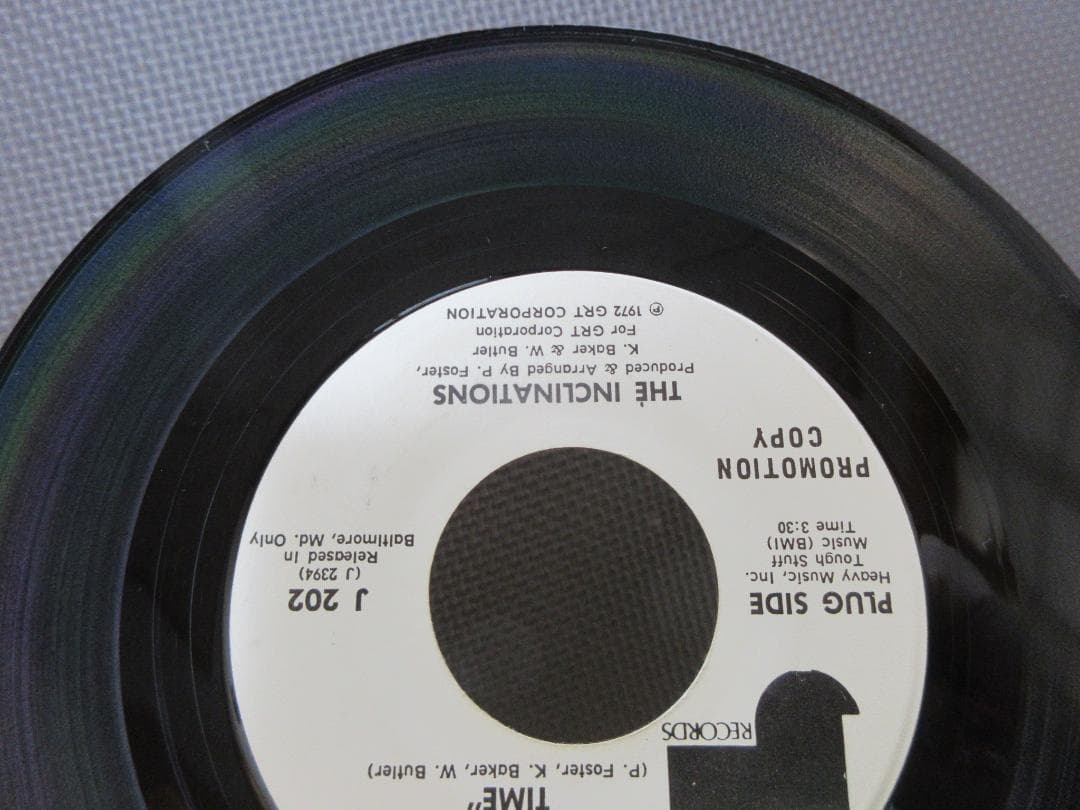 RECORDS
TIME"
(P. Foster, K. Baker, W. Butler)
PLUG SIDE
Heavy Music, Inc.
Tough Stuff
Music (BMI)
Time 3:30
PROMOTION
COPY
J 202
(J 2394)
Released In
Baltimore, Md. Only
THE INCLINATIONS
Produced & Arranged By P. Foster,
K. Baker & W. Butler
For GRT Corporation
℗ 1972 GRT CORPORATION